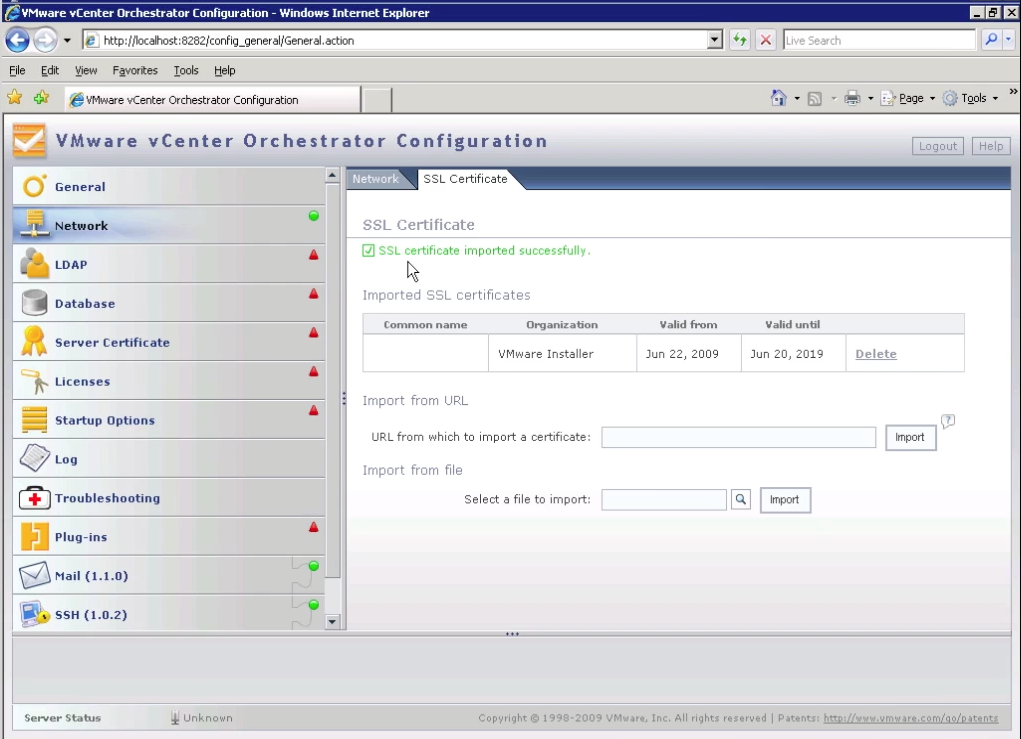 VMware vCenter Orchestrator Configuration - Windows Internet Explorer
http://localhost:8282/config_general/General.action
Live Search
File Edit View Favorites Tools Help
VMware vCenter Orchestrator Configuration
Page Tools »
VMware vCenter Orchestrator Configuration
Logout Help
General
Network
LDAP
Database
Server Certificate
Licenses
Startup Options
Log
Troubleshooting
Plug-ins
Mail (1.1.0)
SSH (1.0.2)
Network SSL Certificate
SSL Certificate
SSL certificate imported successfully.
Imported SSL certificates
Common name Organization Valid from Valid until
VMware Installer Jun 22, 2009 Jun 20, 2019 Delete
Import from URL
?
URL from which to import a certificate: Import
Import from file
Select a file to import: Import
Server Status Unknown
Copyright © 1998-2009 VMware, Inc. All rights reserved | Patents: http://www.vmware.com/go/patents